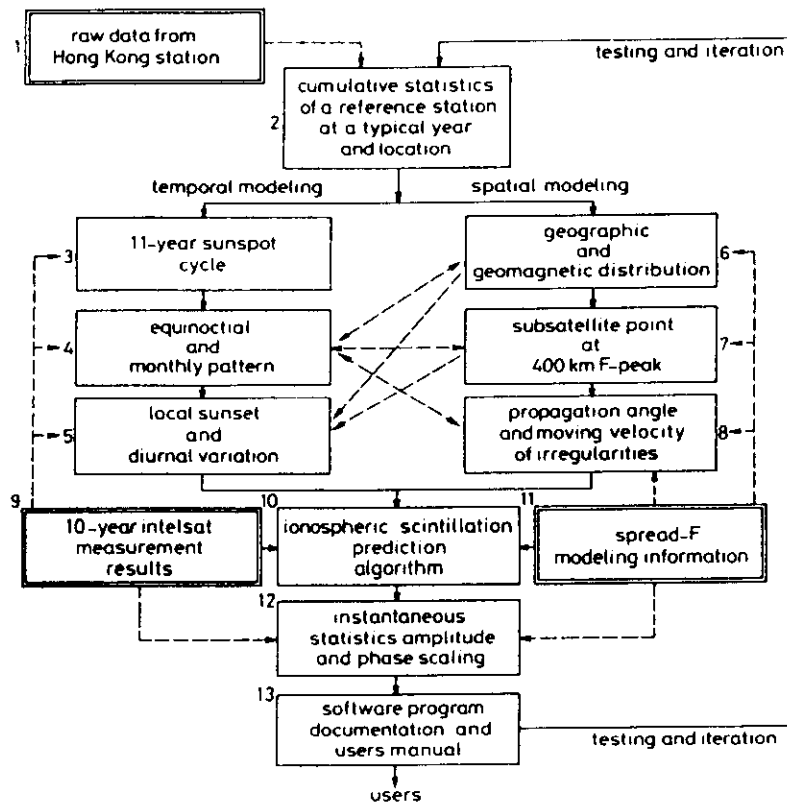 1
raw data from
Hong Kong station
testing and iteration
2
cumulative statistics
of a reference station
at a typical year
and location
temporal modeling
spatial modeling
3
11-year sunspot
cycle
geographic
and
geomagnetic distribution
6
4
equinoctial
and
monthly pattern
subsatellite point
at
400 km F-peak
7
5
local sunset
and
diurnal variation
propagation angle
and moving velocity
of irregularities
8
9
10-year intelsat
measurement
results
10
ionospheric scintillation
prediction
algorithm
11
spread-F
modeling information
12
instantaneous
statistics amplitude
and phase scaling
13
software program
documentation and
users manual
testing and iteration
users